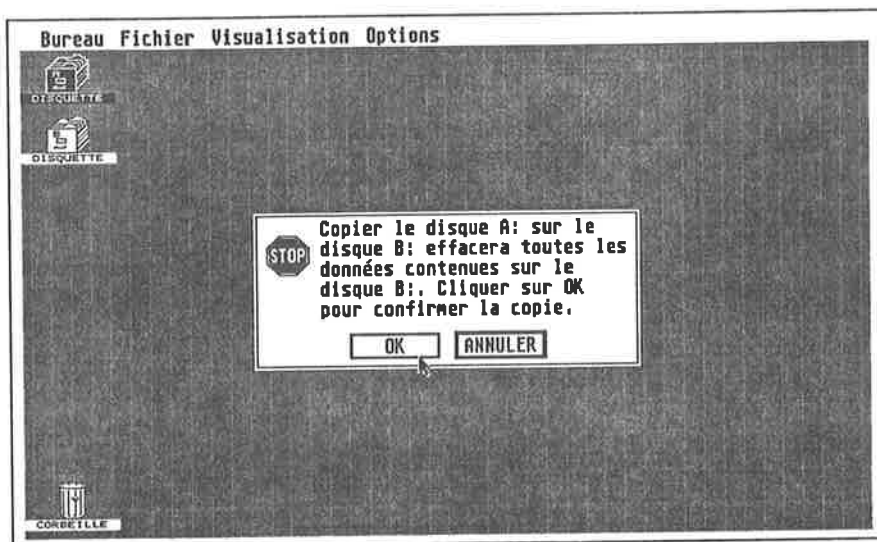 Bureau Fichier Visualisation Options
DISQUETTE
DISQUETTE
STOP
Copier le disque A: sur le
disque B: effacera toutes les
données contenues sur le
disque B:. Cliquer sur OK
pour confirmer la copie.
OK ANNULER
CORBEILLE